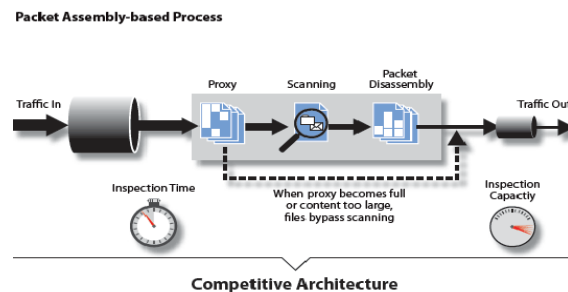 Packet Assembly-based Process
Proxy
Scanning
Packet
Disassembly
Traffic In
Traffic Out
Inspection Time
When proxy becomes full
or content too large,
files bypass scanning
Inspection
Capactiy
Competitive Architecture